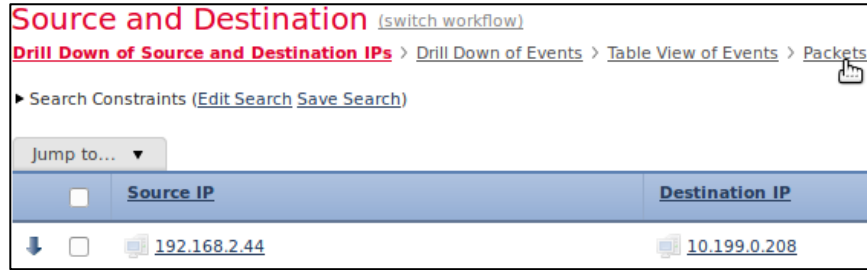 Source and Destination (switch workflow)
Drill Down of Source and Destination IPs > Drill Down of Events > Table View of Events > Packets
Search Constraints (Edit Search Save Search)
Jump to...
Source IP Destination IP
192.168.2.44 10.199.0.208